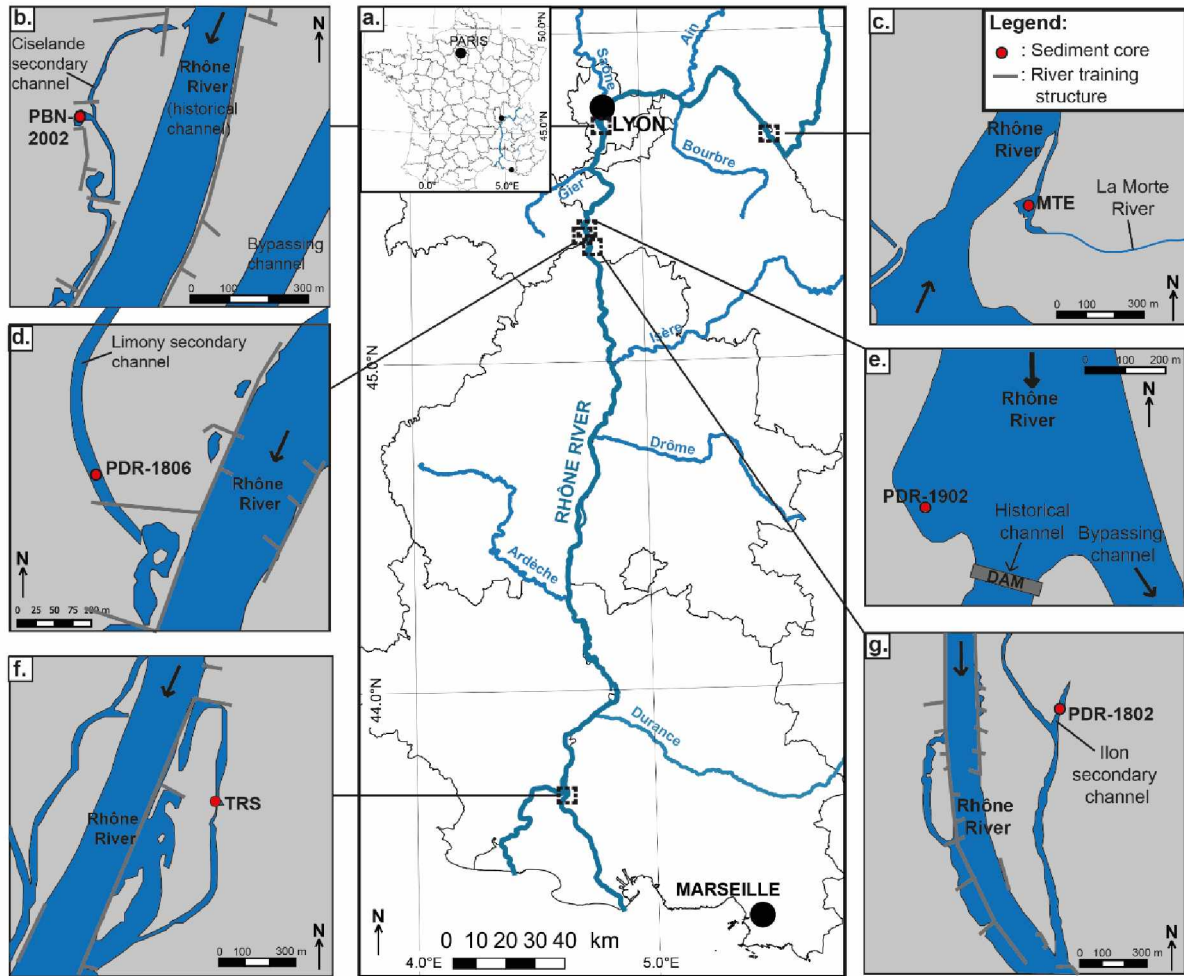 b.
N
Ciselande
secondary
channel
Rhône
River
(historical
channel)
PBN-
2002
Bypassing
channel
0 100 300 m
a.
PARIS
50.0°N
45.0°N
0.0° 5.0°E
Saône
Ain
LYON
Bourbre
Gier
Isère
45.0°N
RHÔNE RIVER
Drôme
Ardèche
44.0°N
Durance
MARSEILLE
N
0 10 20 30 40 km
4.0°E 5.0°E
c.
Legend:
: Sediment core
: River training
structure
Rhône
River
MTE
La Morte
River
N
0 100 300 m
d.
Limony secondary
channel
PDR-1806
Rhône
River
N
0 25 50 75 100 m
e.
0 100 200 m
N
Rhône
River
PDR-1902
Historical
channel
Bypassing
channel
DAM
f.
Rhône
River
TRS
N
0 100 300 m
g.
PDR-1802
Ilon
secondary
channel
Rhône
River
N
0 100 300 m